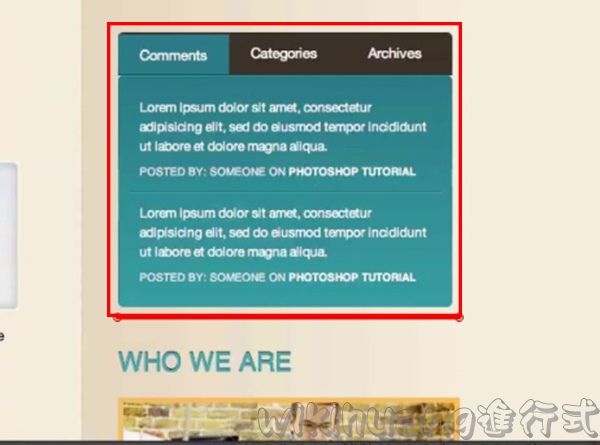 Comments Categories Archives
Lorem ipsum dolor sit amet, consectetur
adipisicing elit, sed do eiusmod tempor incididunt
ut labore et dolore magna aliqua.
POSTED BY: SOMEONE ON PHOTOSHOP TUTORIAL
Lorem ipsum dolor sit amet, consectetur
adipisicing elit, sed do eiusmod tempor incididunt
ut labore et dolore magna aliqua.
POSTED BY: SOMEONE ON PHOTOSHOP TUTORIAL
e
WHO WE ARE
進行式